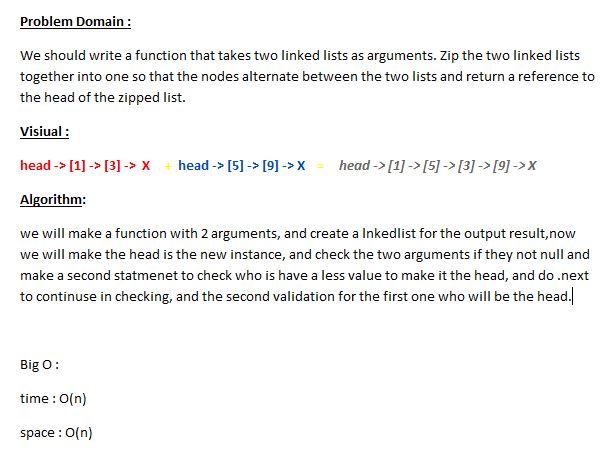 Problem Domain :
We should write a function that takes two linked lists as arguments. Zip the two linked lists
together into one so that the nodes alternate between the two lists and return a reference to
the head of the zipped list.
Visiual :
head -> [1] -> [3] -> X + head -> [5] -> [9] -> X = head -> [1] -> [5] -> [3] -> [9] -> X
Algorithm:
we will make a function with 2 arguments, and create a lnkedlist for the output result,now
we will make the head is the new instance, and check the two arguments if they not null and
make a second statmenet to check who is have a less value to make it the head, and do .next
to continuse in checking, and the second validation for the first one who will be the head.
Big O :
time : O(n)
space : O(n)